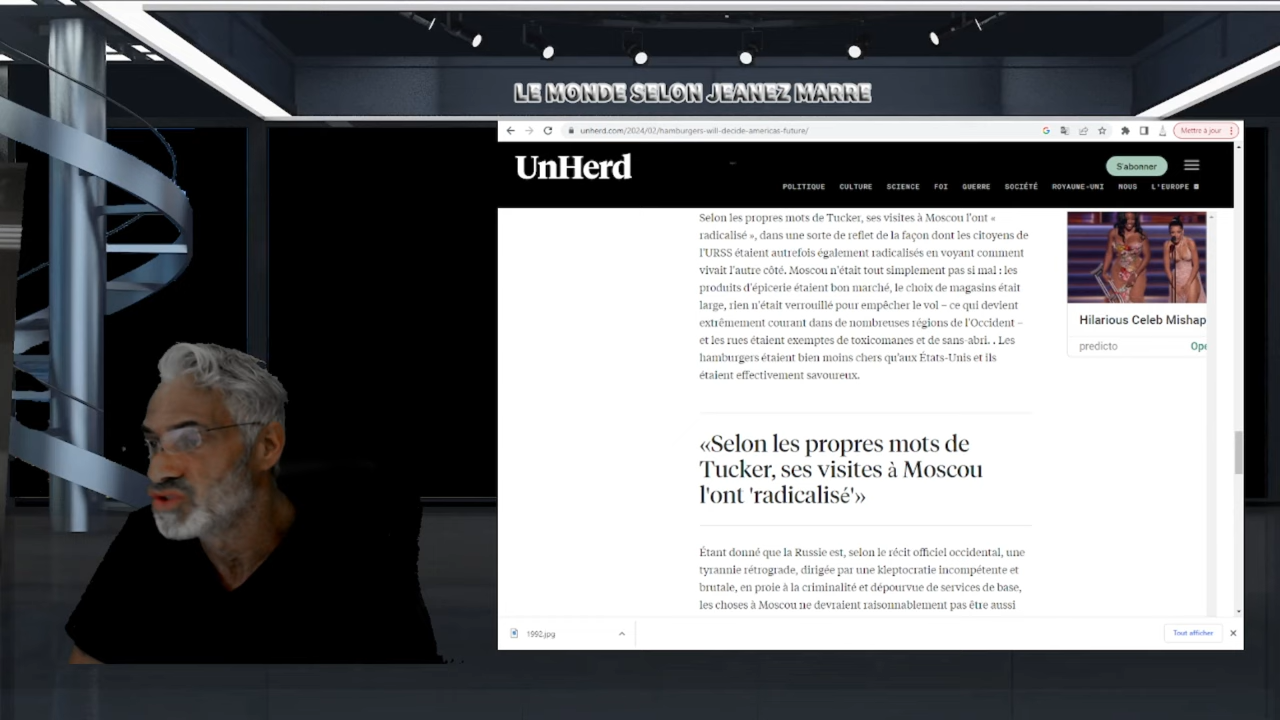 LE MONDE SELON JEANEZ MARRE
unherd.com/2024/02/hamburgers-will-decide-americas-future/
Mettre à jour
UnHerd
S'abonner
POLITIQUE CULTURE SCIENCE FOI GUERRE SOCIÉTÉ ROYAUME-UNI NOUS L'EUROPE
Selon les propres mots de Tucker, ses visites à Moscou l'ont «
radicalisé », dans une sorte de reflet de la façon dont les citoyens de
l'URSS étaient autrefois également radicalisés en voyant comment
vivait l'autre côté. Moscou n'était tout simplement pas si mal : les
produits d'épicerie étaient bon marché, le choix de magasins était
large, rien n'était verrouillé pour empêcher le vol – ce qui devient
extrêmement courant dans de nombreuses régions de l'Occident –
et les rues étaient exemptes de toxicomanes et de sans-abri. . Les
hamburgers étaient bien moins chers qu'aux États-Unis et ils
étaient effectivement savoureux.
Hilarious Celeb Mishap
predicto Ope
«Selon les propres mots de
Tucker, ses visites à Moscou
l'ont 'radicalisé'»
Étant donné que la Russie est, selon le récit officiel occidental, une
tyrannie rétrograde, dirigée par une kleptocratie incompétente et
brutale, en proie à la criminalité et dépourvue de services de base,
les choses à Moscou ne devraient raisonnablement pas être aussi
1992.jpg
Tout afficher